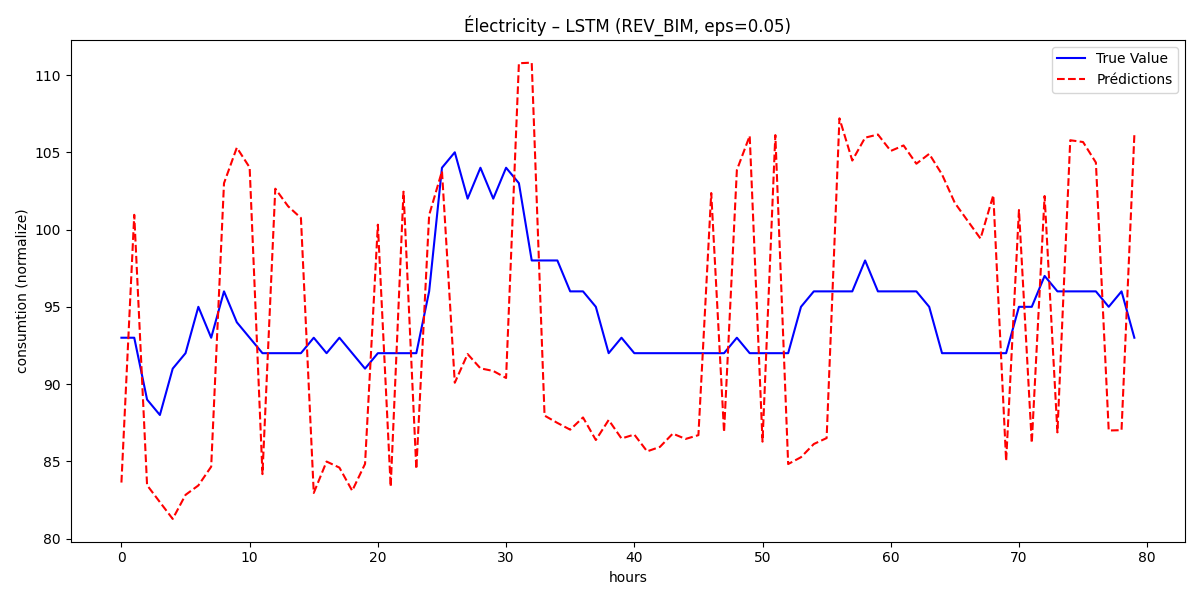 Électricity – LSTM (REV_BIM, eps=0.05)
True Value
Prédictions
110
105
100
95
90
85
80
consumtion (normalize)
0 10 20 30 40 50 60 70 80
hours